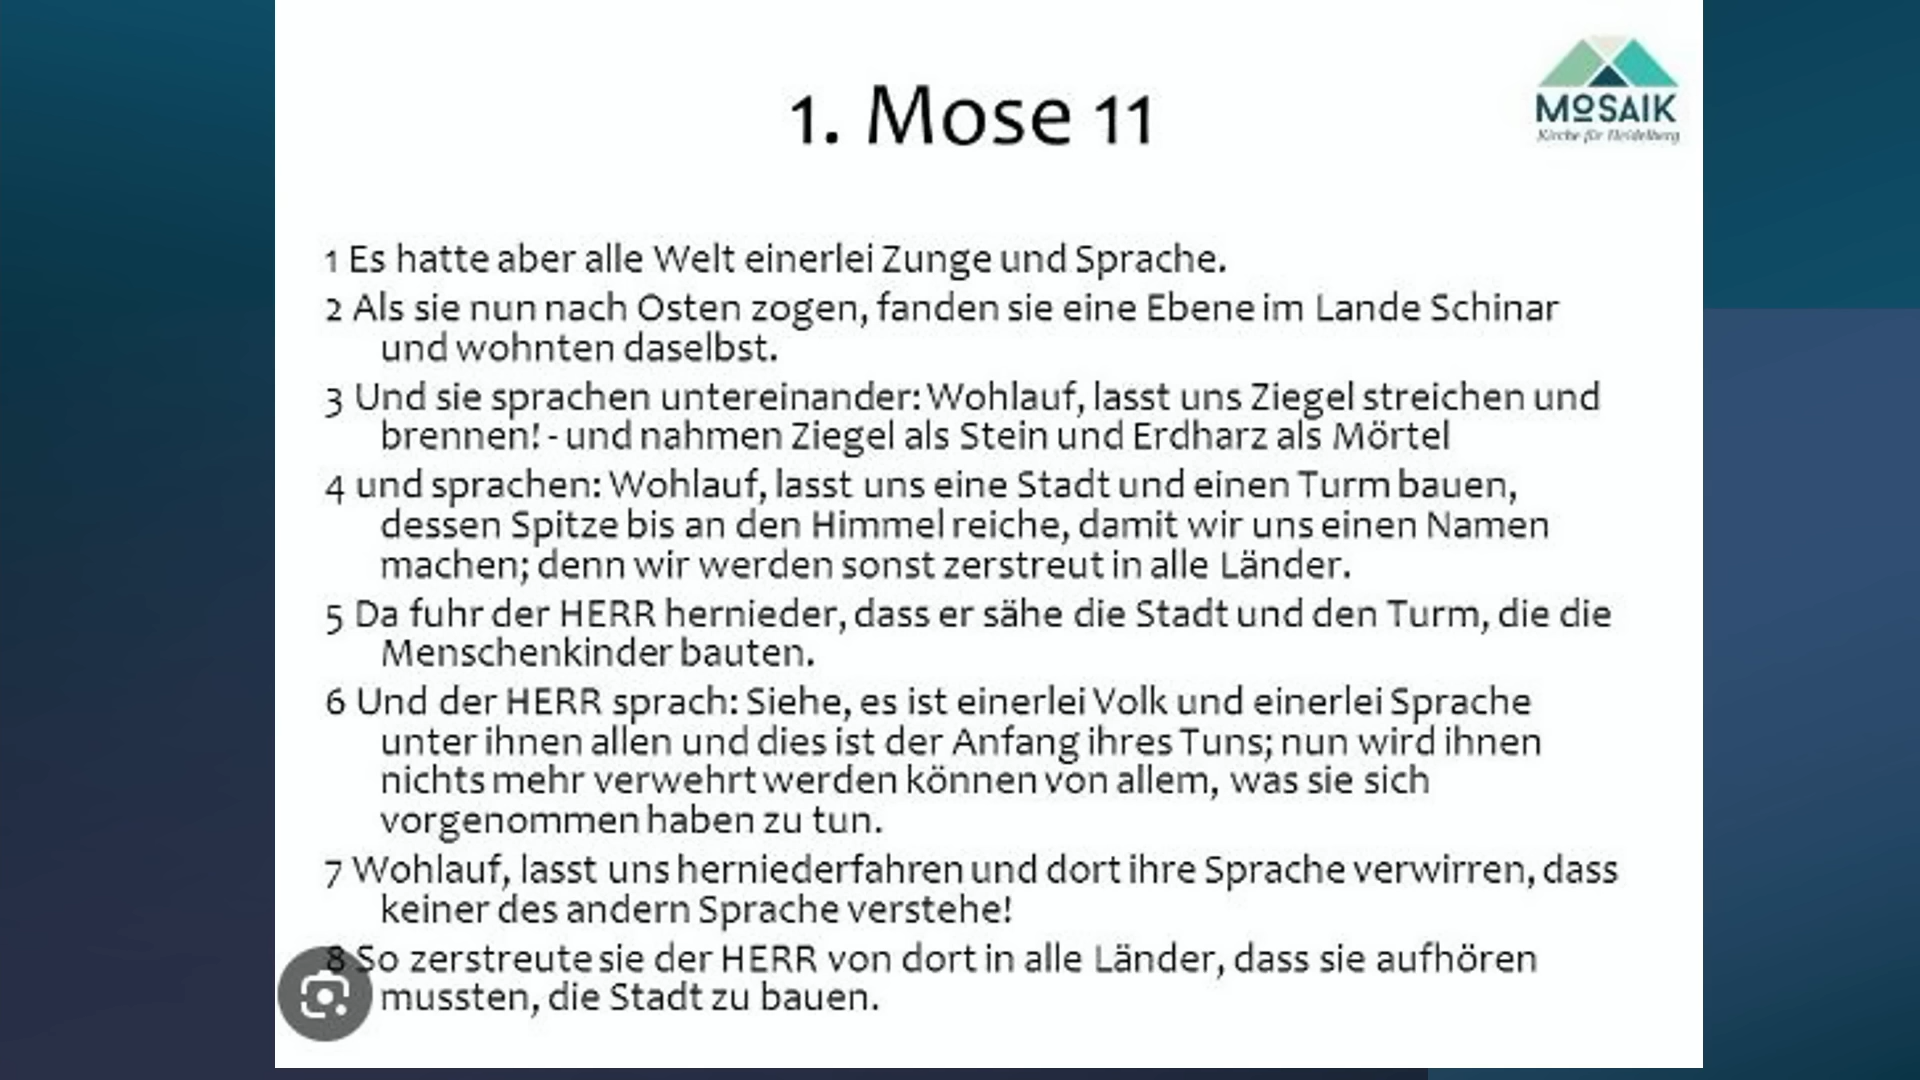 1. Mose 11
MOSAIK
Kirche für Heidelberg
1 Es hatte aber alle Welt einerlei Zunge und Sprache.
2 Als sie nun nach Osten zogen, fanden sie eine Ebene im Lande Schinar
und wohnten daselbst.
3 Und sie sprachen untereinander: Wohlauf, lasst uns Ziegel streichen und
brennen! - und nahmen Ziegel als Stein und Erdharz als Mörtel
4 und sprachen: Wohlauf, lasst uns eine Stadt und einen Turm bauen,
dessen Spitze bis an den Himmel reiche, damit wir uns einen Namen
machen; denn wir werden sonst zerstreut in alle Länder.
5 Da fuhr der HERR hernieder, dass er sähe die Stadt und den Turm, die die
Menschenkinder bauten.
6 Und der HERR sprach: Siehe, es ist einerlei Volk und einerlei Sprache
unter ihnen allen und dies ist der Anfang ihres Tuns; nun wird ihnen
nichts mehr verwehrt werden können von allem, was sie sich
vorgenommen haben zu tun.
7 Wohlauf, lasst uns herniederfahren und dort ihre Sprache verwirren, dass
keiner des andern Sprache verstehe!
8 So zerstreute sie der HERR von dort in alle Länder, dass sie aufhören
mussten, die Stadt zu bauen.